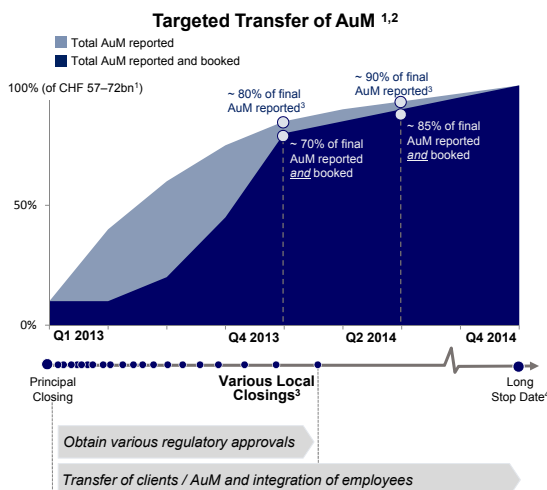 Targeted Transfer of AuM 1,2
Total AuM reported
Total AuM reported and booked
100% (of CHF 57–72bn1)
~ 80% of final
AuM reported3
~ 90% of final
AuM reported3
~ 70% of final
AuM reported
and booked
~ 85% of final
AuM reported
and booked
50%
0%
Q1 2013
Q4 2013
Q2 2014
Q4 2014
Principal
Closing
Various Local
Closings3
Long
Stop Date4
Obtain various regulatory approvals
Transfer of clients / AuM and integration of employees